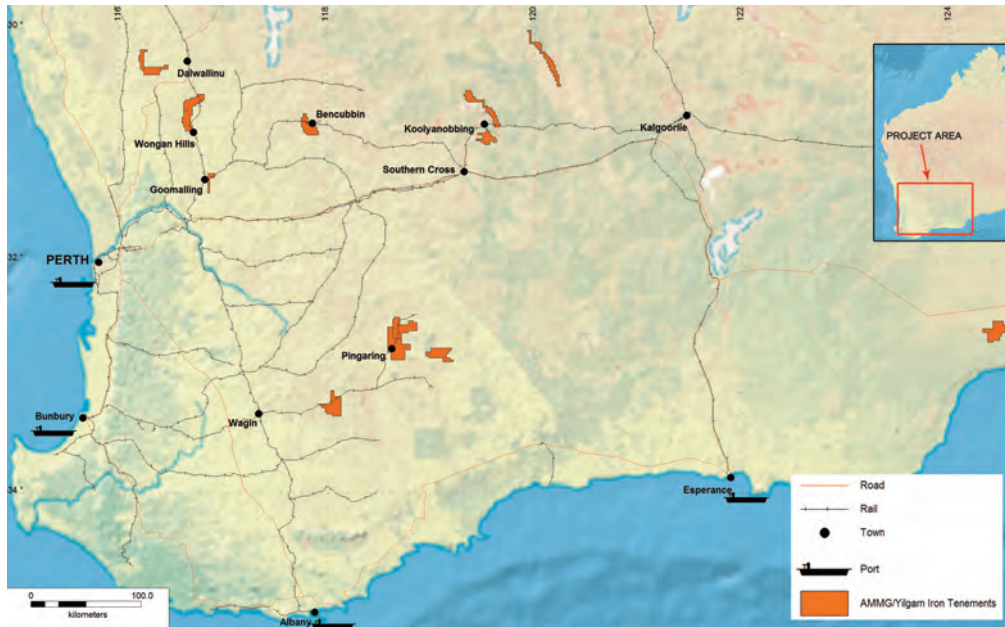 116
118
120
122
124
30°
32°
34°
Dalwallinu
Wongan Hills
Bencubbin
Koolyanobbing
Kalgoorlie
Goomalling
Southern Cross
PERTH
Pingaring
Bunbury
Wagin
Esperance
Albany
PROJECT AREA
0
100.0
kilometers
Road
Rail
Town
Port
AMMG/Yilgarn Iron Tenements